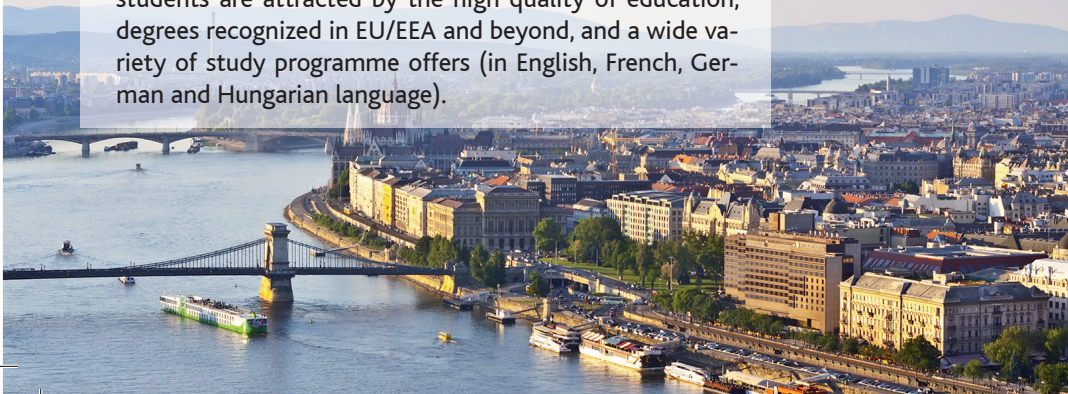 students are attracted by the high quality of education,
degrees recognized in EU/EEA and beyond, and a wide va-
riety of study programme offers (in English, French, Ger-
man and Hungarian language).